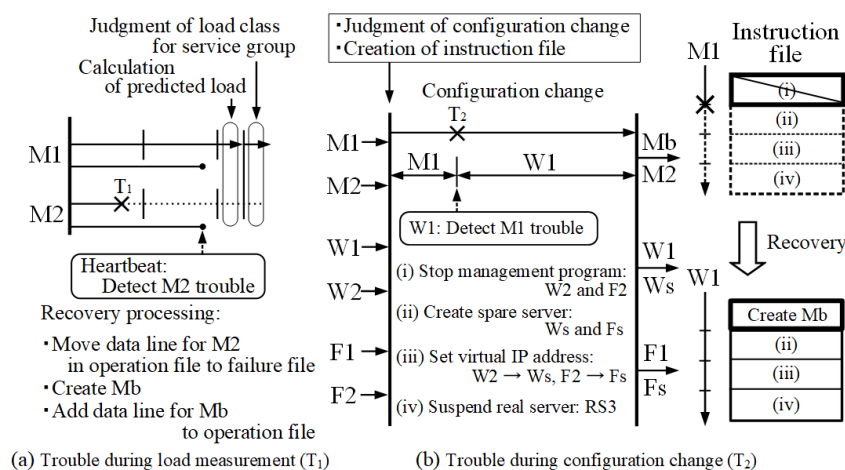 Judgment of load class
for service group
Calculation
of predicted load
M1
T1
M2
Heartbeat:
Detect M2 trouble
Recovery processing:
・Move data line for M2
in operation file to failure file
・Create Mb
・Add data line for Mb
to operation file
(a) Trouble during load measurement (T1)
・Judgment of configuration change
・Creation of instruction file
Configuration change
T2
M1
M1
W1
M2
Mb
M2
W1: Detect M1 trouble
W1
W2
F1
F2
(i) Stop management program:
W2 and F2
(ii) Create spare server:
Ws and Fs
(iii) Set virtual IP address:
W2 → Ws, F2 → Fs
(iv) Suspend real server: RS3
W1
Ws
F1
Fs
(b) Trouble during configuration change (T2)
M1
Instruction
file
(i)
(ii)
(iii)
(iv)
Recovery
W1
Create Mb
(ii)
(iii)
(iv)